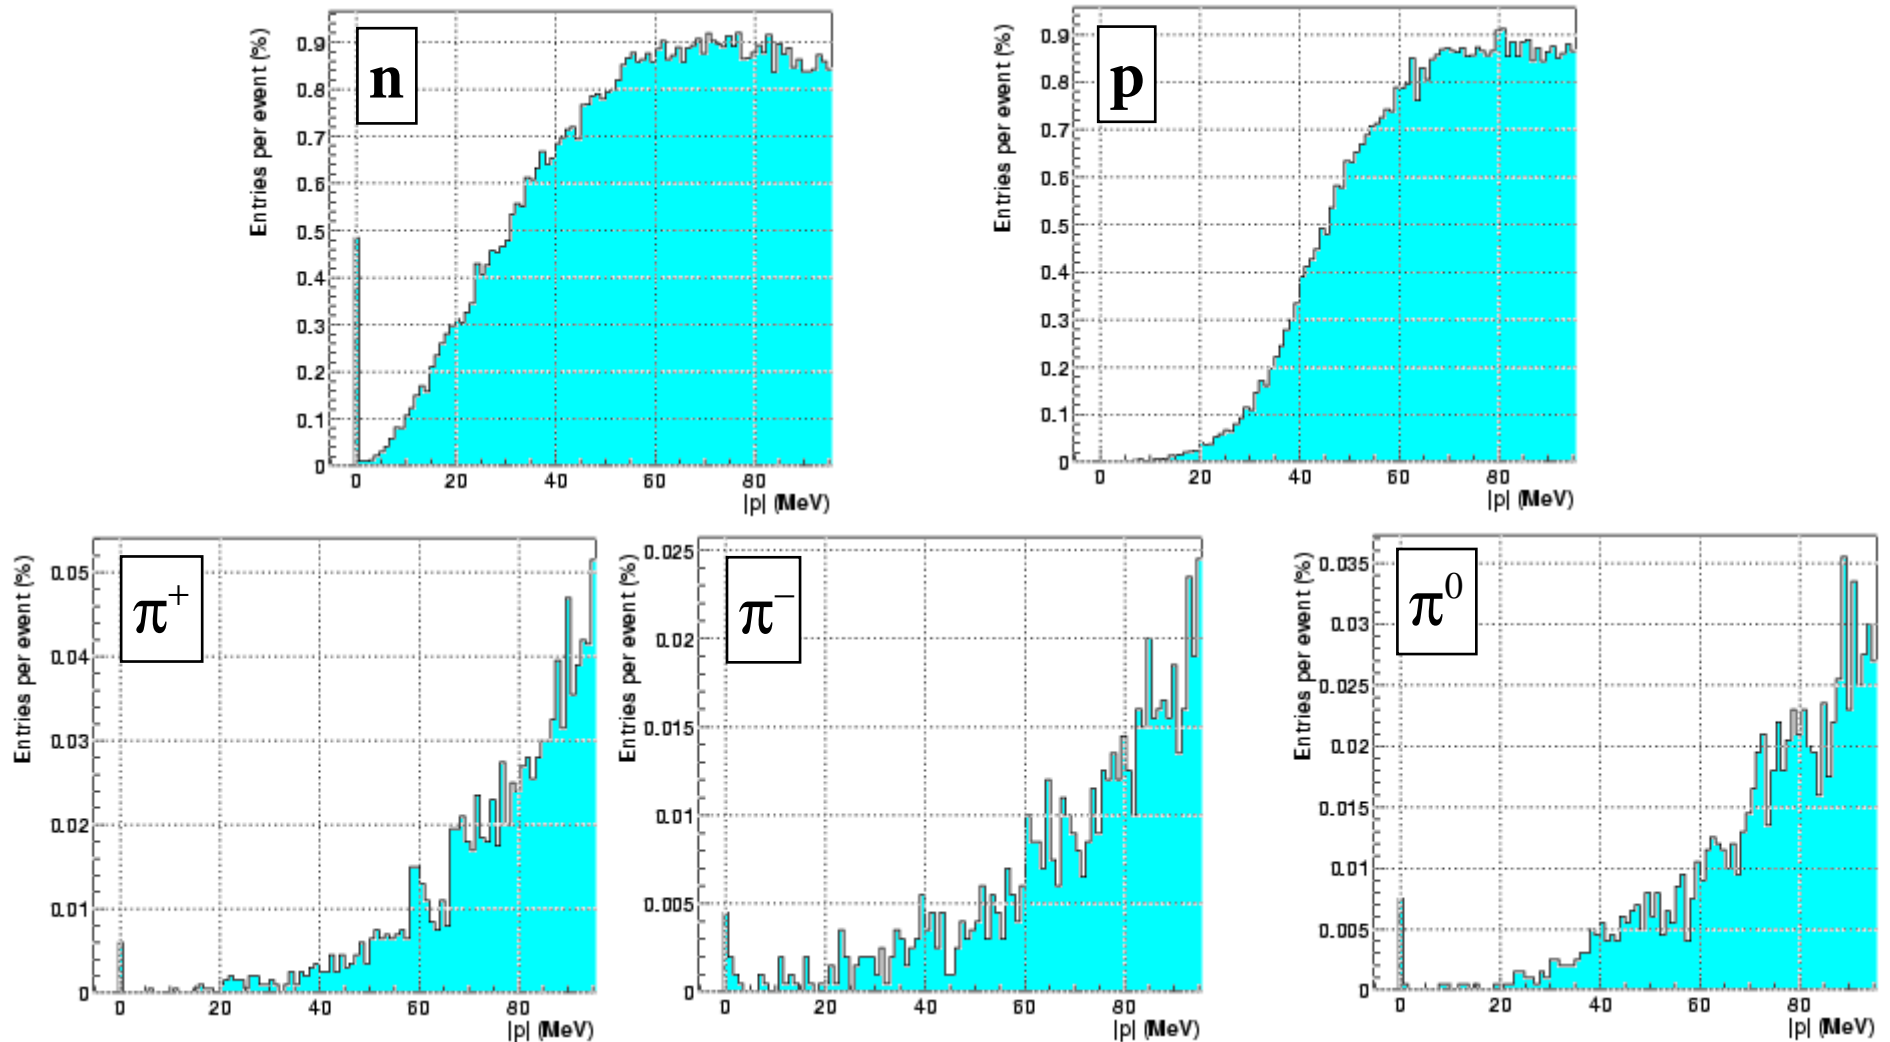 n
Entries per event (%)
0.9
0.8
0.7
0.6
0.5
0.4
0.3
0.2
0.1
0
0 20 40 60 80
|p| (MeV)
p
Entries per event (%)
0.9
0.8
0.7
0.6
0.5
0.4
0.3
0.2
0.1
0
0 20 40 60 80
|p| (MeV)
π⁺
Entries per event (%)
0.05
0.04
0.03
0.02
0.01
0
0 20 40 60 80
|p| (MeV)
π⁻
Entries per event (%)
0.025
0.02
0.015
0.01
0.005
0
0 20 40 60 80
|p| (MeV)
π⁰
Entries per event (%)
0.035
0.03
0.025
0.02
0.015
0.01
0.005
0
0 20 40 60 80
|p| (MeV)